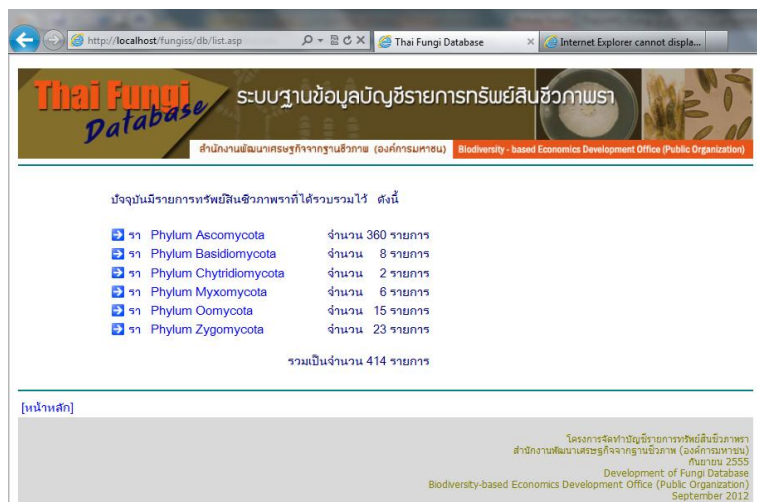 http://localhost/fungiss/db/list.asp
Thai Fungi Database
Internet Explorer cannot displa...
Thai Fungi
Database
ระบบฐานข้อมูลบัญชีรายการทรัพย์สินชีวภาพรา
สำนักงานพัฒนาเศรษฐกิจจากฐานชีวภาพ (องค์การมหาชน) Biodiversity - based Economics Development Office (Public Organization)
ปัจจุบันมีรายการทรัพย์สินชีวภาพราที่ได้รวบรวมไว้ ดังนี้
รา Phylum Ascomycota จำนวน 360 รายการ
รา Phylum Basidiomycota จำนวน 8 รายการ
รา Phylum Chytridiomycota จำนวน 2 รายการ
รา Phylum Myxomycota จำนวน 6 รายการ
รา Phylum Oomycota จำนวน 15 รายการ
รา Phylum Zygomycota จำนวน 23 รายการ
รวมเป็นจำนวน 414 รายการ
[หน้าหลัก]
โครงการจัดทำบัญชีรายการทรัพย์สินชีวภาพรา
สำนักงานพัฒนาเศรษฐกิจจากฐานชีวภาพ (องค์การมหาชน)
กันยายน 2555
Development of Fungi Database
Biodiversity-based Economics Development Office (Public Organization)
September 2012